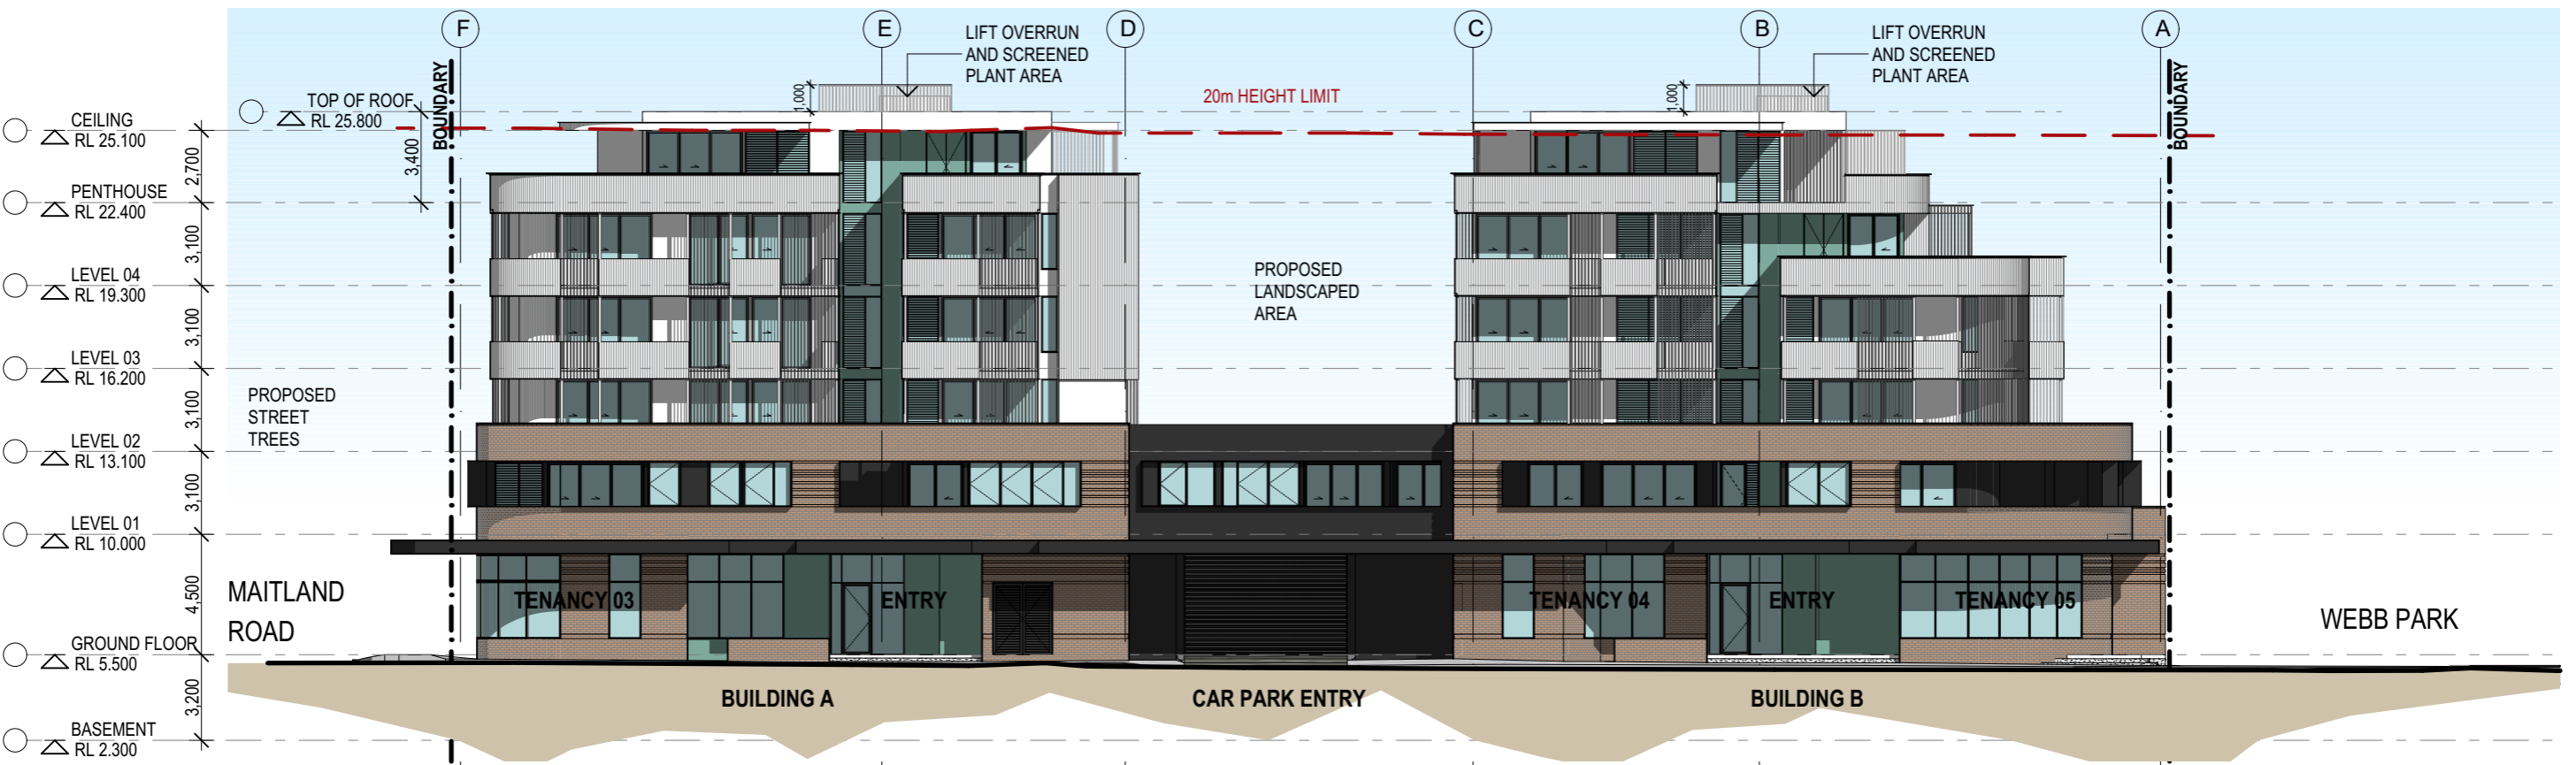 F
E
D
C
B
A
LIFT OVERRUN
AND SCREENED
PLANT AREA
LIFT OVERRUN
AND SCREENED
PLANT AREA
BOUNDARY
BOUNDARY
1,000
1,000
20m HEIGHT LIMIT
TOP OF ROOF
RL 25.800
CEILING
RL 25.100
2,700
3,400
PENTHOUSE
RL 22.400
3,100
LEVEL 04
RL 19.300
3,100
LEVEL 03
RL 16.200
3,100
LEVEL 02
RL 13.100
3,100
LEVEL 01
RL 10.000
4,500
GROUND FLOOR
RL 5.500
3,200
BASEMENT
RL 2.300
PROPOSED
LANDSCAPED
AREA
PROPOSED
STREET
TREES
MAITLAND
ROAD
TENANCY 03
ENTRY
TENANCY 04
ENTRY
TENANCY 05
WEBB PARK
BUILDING A
CAR PARK ENTRY
BUILDING B